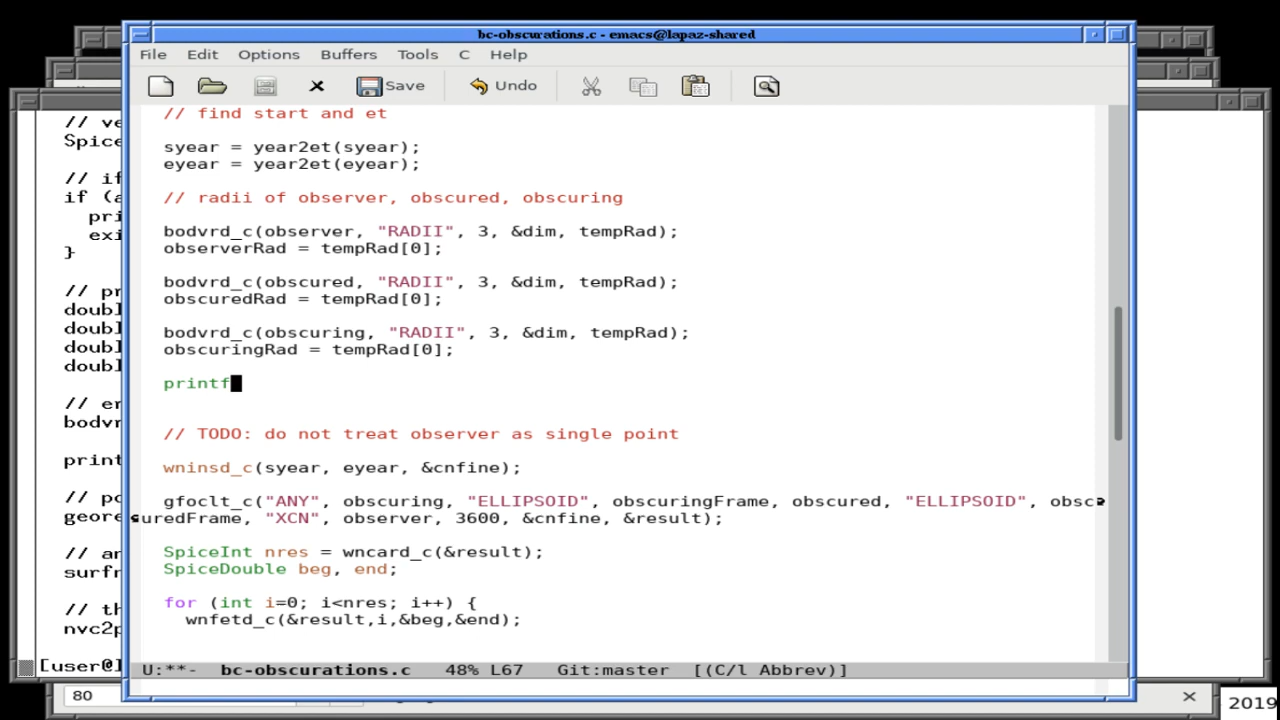 bc-obscurations.c - emacs@lapaz-shared
File Edit Options Buffers Tools C Help
Save Undo
// find start and et
syear = year2et(syear);
eyear = year2et(eyear);
// radii of observer, obscured, obscuring
bodvrd_c(observer, "RADII", 3, &dim, tempRad);
observerRad = tempRad[0];
bodvrd_c(obscured, "RADII", 3, &dim, tempRad);
obscuredRad = tempRad[0];
bodvrd_c(obscuring, "RADII", 3, &dim, tempRad);
obscuringRad = tempRad[0];
printf
// TODO: do not treat observer as single point
wninsd_c(syear, eyear, &cnfine);
gfoclt_c("ANY", obscuring, "ELLIPSOID", obscuringFrame, obscured, "ELLIPSOID", obsc
uredFrame, "XCN", observer, 3600, &cnfine, &result);
SpiceInt nres = wncard_c(&result);
SpiceDouble beg, end;
for (int i=0; i<nres; i++) {
wnfetd_c(&result,i,&beg,&end);
U:**- bc-obscurations.c 48% L67 Git:master [(C/l Abbrev)]
// ve
Spice
// if
if (a
pri
exi
}
// pr
doubl
doubl
doubl
doubl
// er
bodvr
print
// po
geore
// an
surfn
// th
nvc2p
[user@l
80
2019